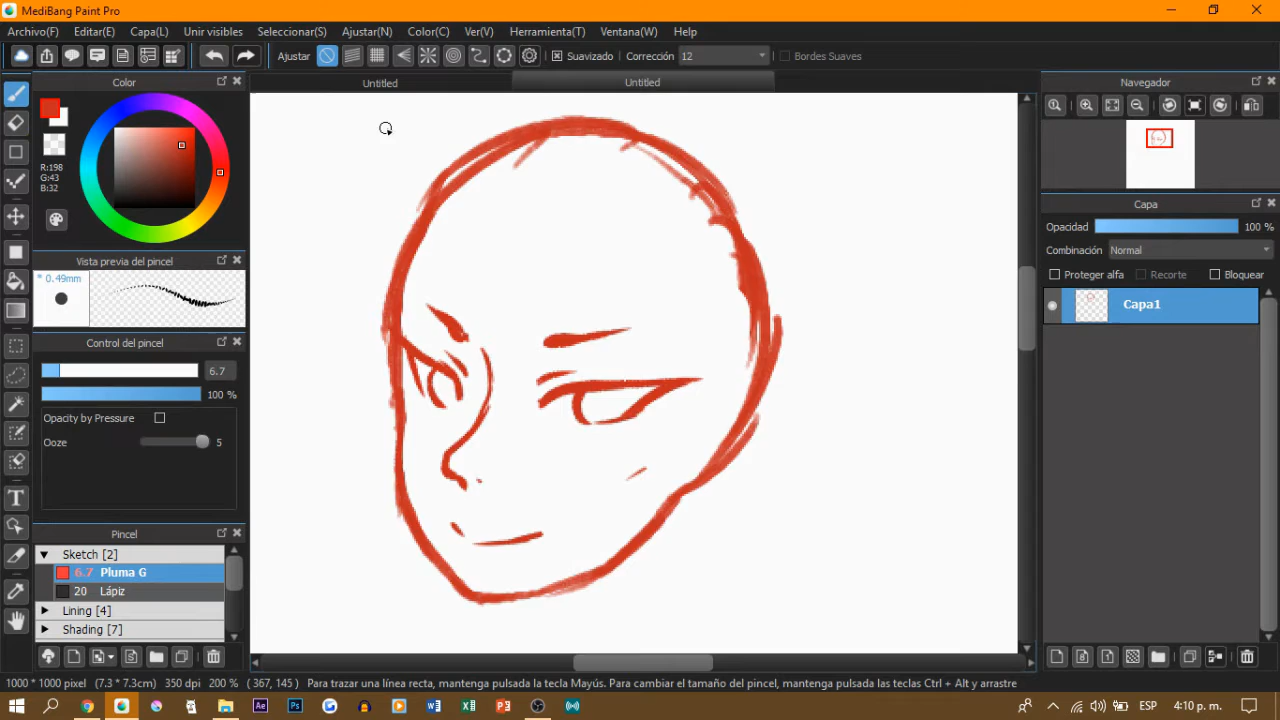 MediBang Paint Pro
Archivo(F) Editar(E) Capa(L) Unir visibles Seleccionar(S) Ajustar(N) Color(C) Ver(V) Herramienta(T) Ventana(W) Help
Ajustar Suavizado Corrección 12 Bordes Suaves
Untitled Untitled
Color
R:198
G:43
B:32
Vista previa del pincel
* 0.49mm
Control del pincel
6.7
100 %
Opacity by Pressure
Ooze 5
Pincel
Sketch [2]
6.7 Pluma G
20 Lápiz
Lining [4]
Shading [7]
Navegador
Capa
Opacidad 100 %
Combinación Normal
Proteger alfa Recorte Bloquear
Capa1
1000 * 1000 pixel (7.3 * 7.3cm) 350 dpi 200 % ( 367, 145 ) Para trazar una línea recta, mantenga pulsada la tecla Mayús. Para cambiar el tamaño del pincel, mantenga pulsadas las teclas Ctrl + Alt y arrastre
Ae Ps ESP 4:10 p. m.